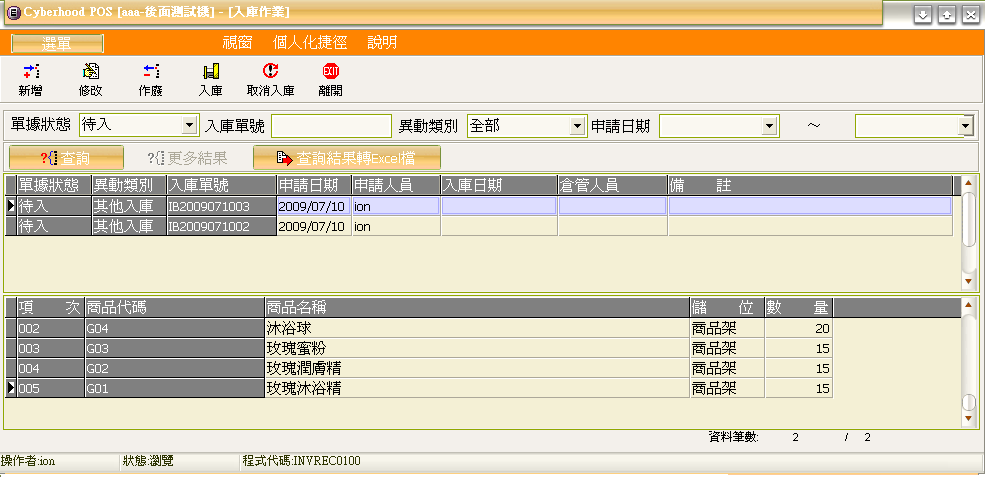 Cyberhood POS [aaa-後面測試機] - [入庫作業]
選單 視窗 個人化捷徑 說明
新增 修改 作廢 入庫 取消入庫 離開
單據狀態 待入 入庫單號 異動類別 全部 申請日期 ～
?{ 查詢 ?{ 更多結果 查詢結果轉Excel檔
單據狀態 異動類別 入庫單號 申請日期 申請人員 入庫日期 倉管人員 備 註
待入 其他入庫 IB2009071003 2009/07/10 ion
待入 其他入庫 IB2009071002 2009/07/10 ion
項 次 商品代碼 商品名稱 儲 位 數 量
002 G04 沐浴球 商品架 20
003 G03 玫瑰蜜粉 商品架 15
004 G02 玫瑰潤膚精 商品架 15
005 G01 玫瑰沐浴精 商品架 15
資料筆數: 2 / 2
操作者:ion 狀態:瀏覽 程式代碼:INVREC0100